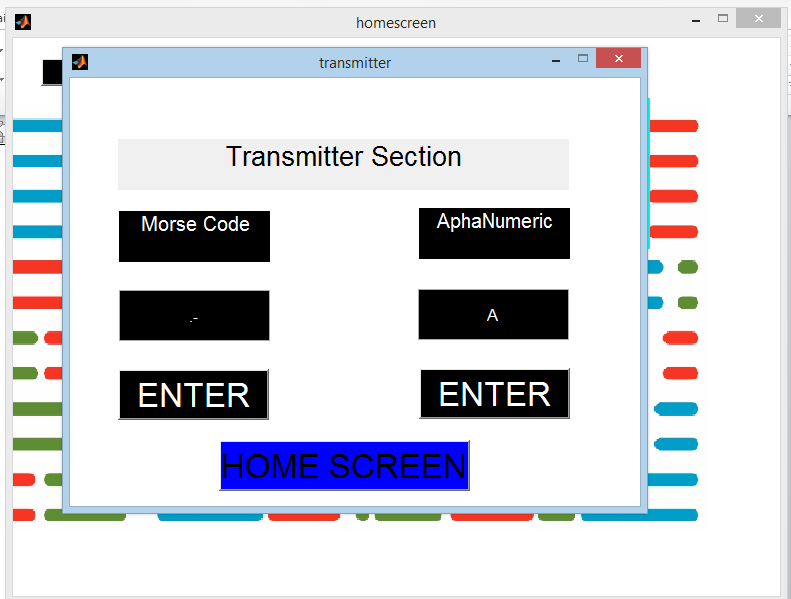 homescreen
transmitter
Transmitter Section
Morse Code
AphaNumeric
.-
A
ENTER
ENTER
HOME SCREEN